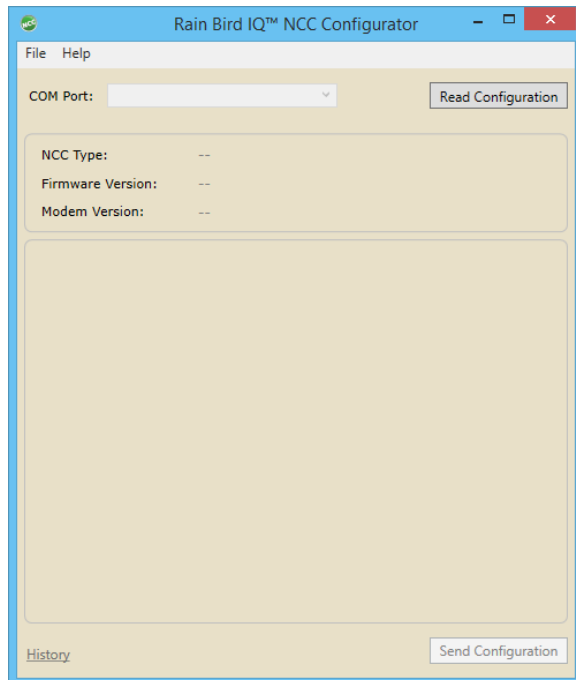 NCC
Rain Bird IQ™ NCC Configurator
File Help
COM Port:
Read Configuration
NCC Type: --
Firmware Version: --
Modem Version: --
History
Send Configuration